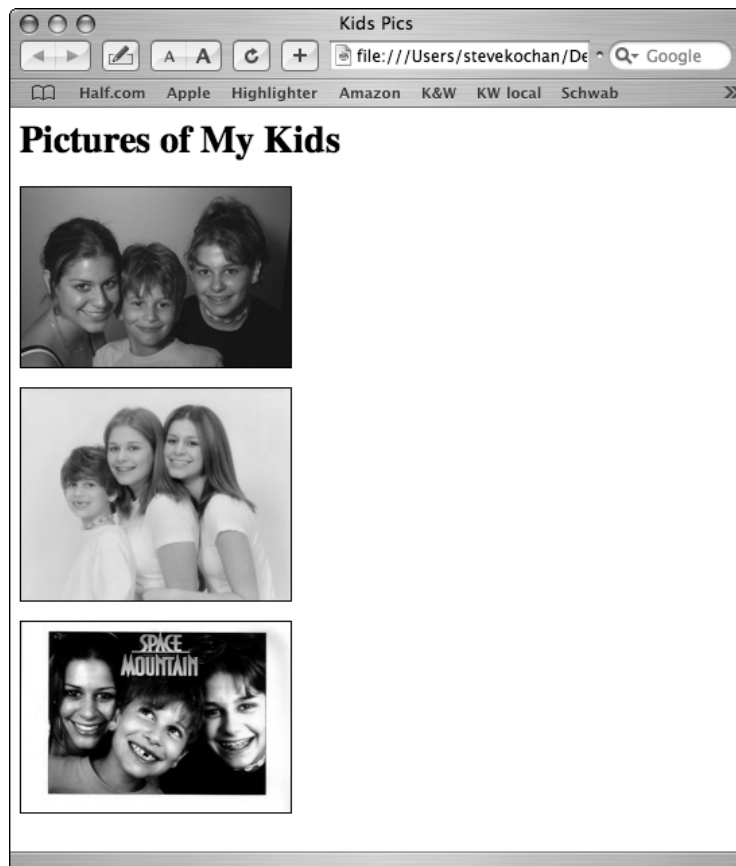 Kids Pics
A A file:///Users/stevekochan/De Google
Half.com Apple Highlighter Amazon K&W KW local Schwab
Pictures of My Kids
SPACE
MOUNTAIN